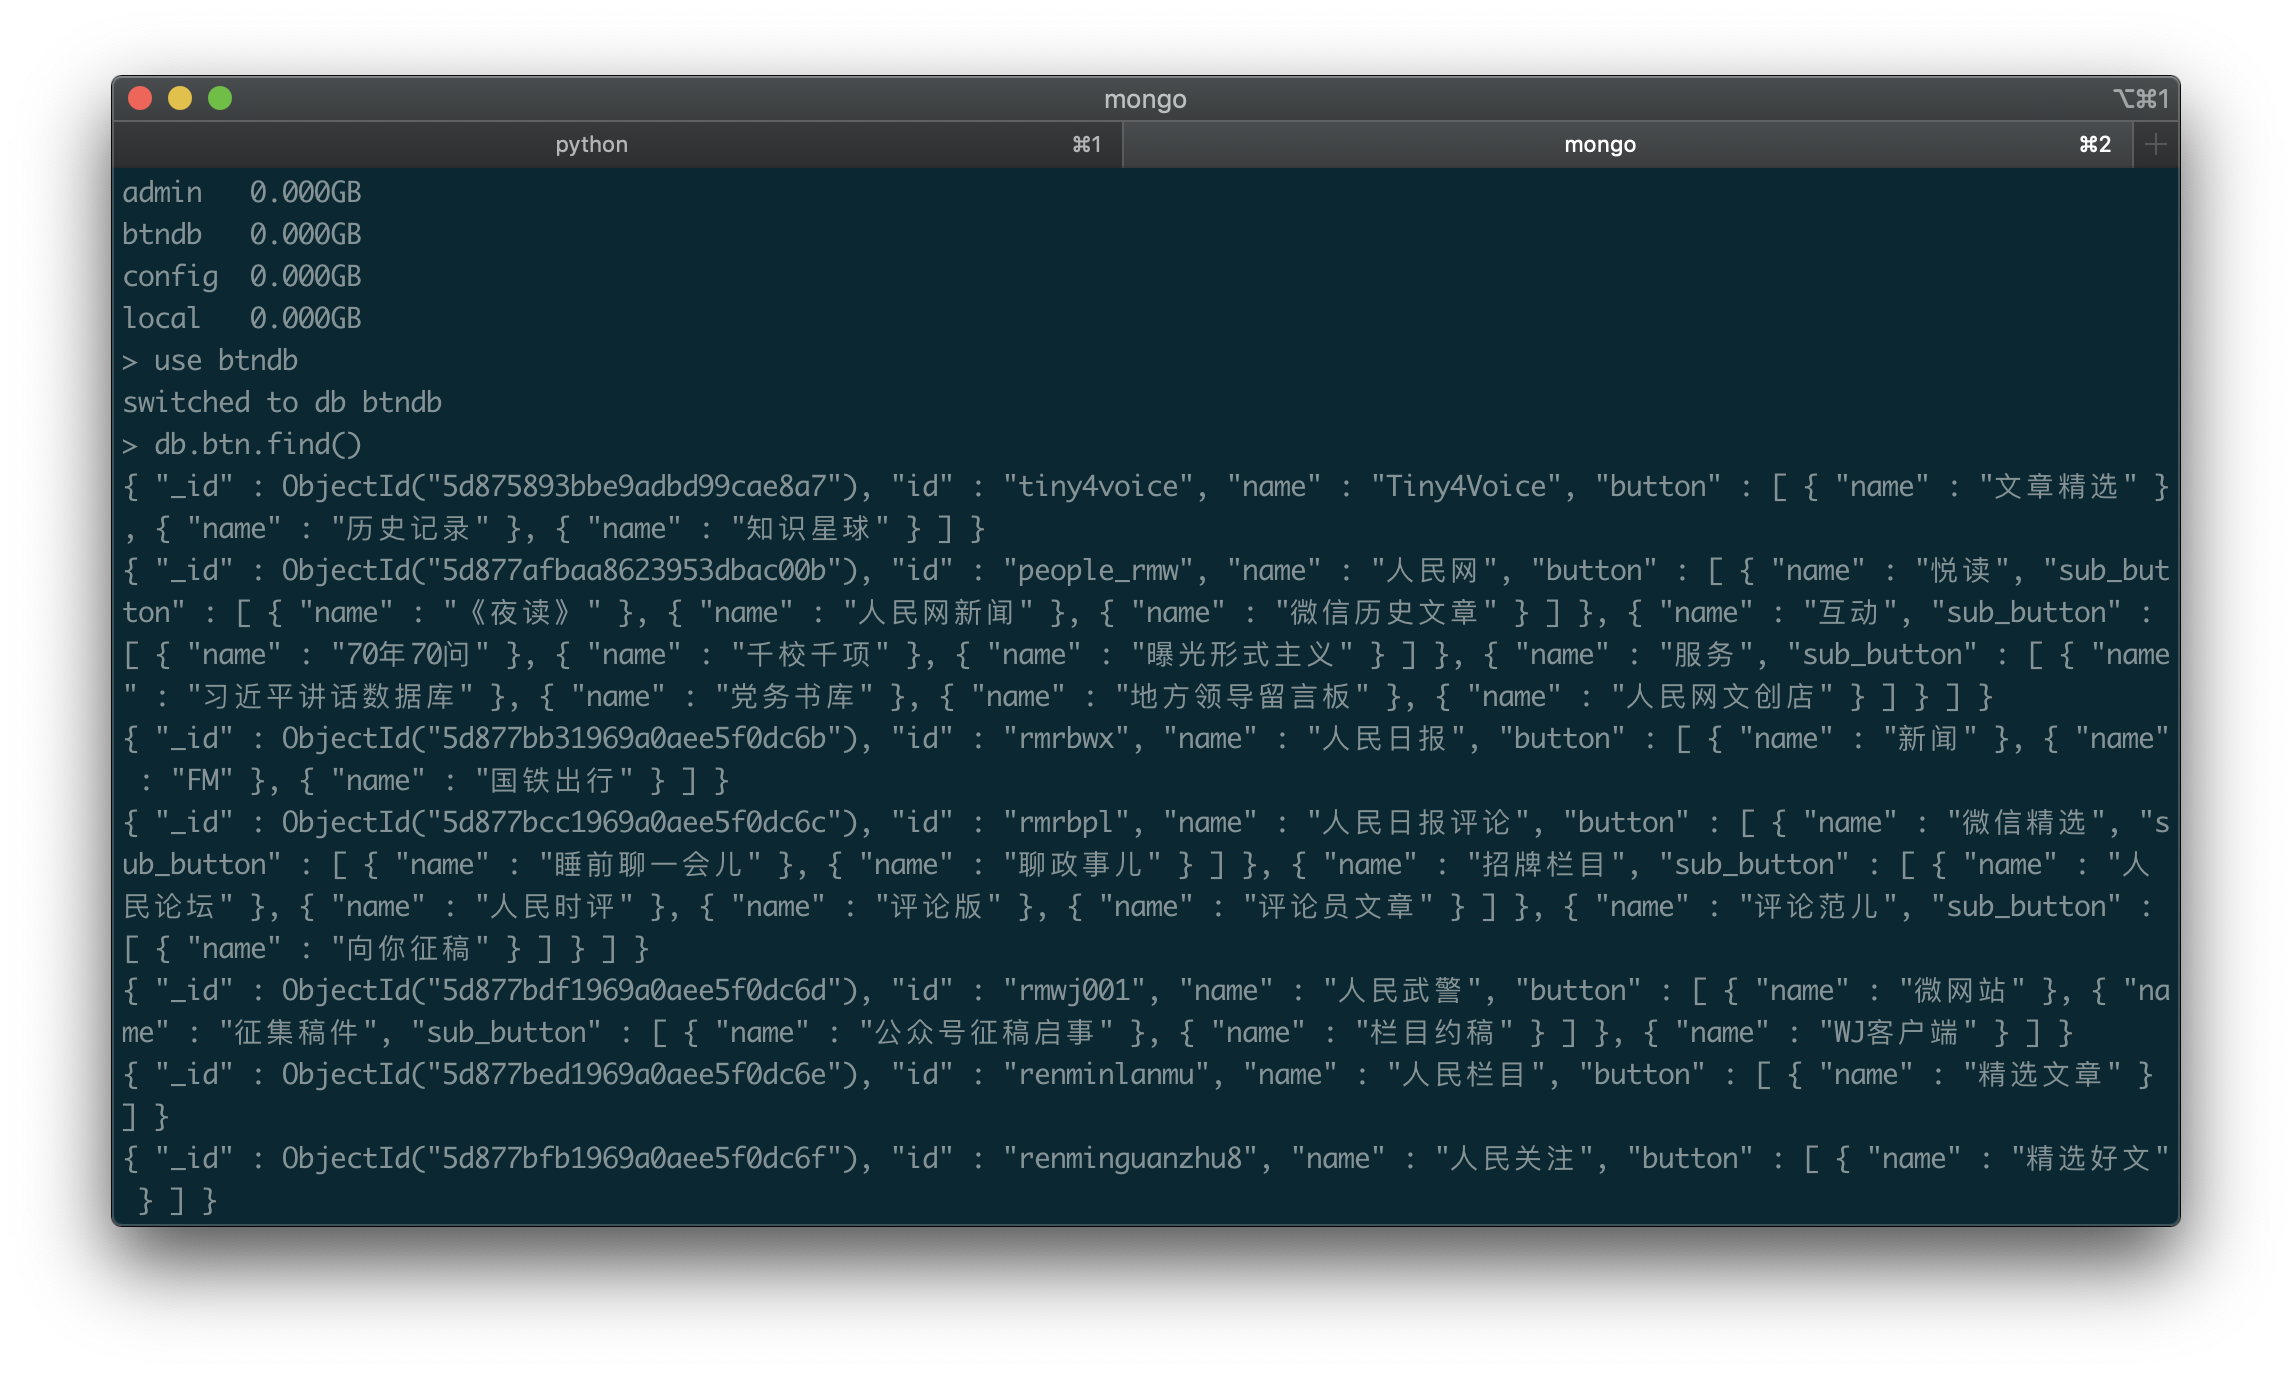 mongo ⌥⌘1
python ⌘1 mongo ⌘2
admin   0.000GB
btndb   0.000GB
config  0.000GB
local   0.000GB
> use btndb
switched to db btndb
> db.btn.find()
{ "_id" : ObjectId("5d875893bbe9adbd99cae8a7"), "id" : "tiny4voice", "name" : "Tiny4Voice", "button" : [ { "name" : "文章精选" }
, { "name" : "历史记录" }, { "name" : "知识星球" } ] }
{ "_id" : ObjectId("5d877afbaa8623953dbac00b"), "id" : "people_rmw", "name" : "人民网", "button" : [ { "name" : "悦读", "sub_but
ton" : [ { "name" : "《夜读》" }, { "name" : "人民网新闻" }, { "name" : "微信历史文章" } ] }, { "name" : "互动", "sub_button" :
[ { "name" : "70年70问" }, { "name" : "千校千项" }, { "name" : "曝光形式主义" } ] }, { "name" : "服务", "sub_button" : [ { "name
" : "习近平讲话数据库" }, { "name" : "党务书库" }, { "name" : "地方领导留言板" }, { "name" : "人民网文创店" } ] } ] }
{ "_id" : ObjectId("5d877bb31969a0aee5f0dc6b"), "id" : "rmrbwx", "name" : "人民日报", "button" : [ { "name" : "新闻" }, { "name"
 : "FM" }, { "name" : "国铁出行" } ] }
{ "_id" : ObjectId("5d877bcc1969a0aee5f0dc6c"), "id" : "rmrbpl", "name" : "人民日报评论", "button" : [ { "name" : "微信精选", "s
ub_button" : [ { "name" : "睡前聊一会儿" }, { "name" : "聊政事儿" } ] }, { "name" : "招牌栏目", "sub_button" : [ { "name" : "人
民论坛" }, { "name" : "人民时评" }, { "name" : "评论版" }, { "name" : "评论员文章" } ] }, { "name" : "评论范儿", "sub_button" :
[ { "name" : "向你征稿" } ] } ] }
{ "_id" : ObjectId("5d877bdf1969a0aee5f0dc6d"), "id" : "rmwj001", "name" : "人民武警", "button" : [ { "name" : "微网站" }, { "na
me" : "征集稿件", "sub_button" : [ { "name" : "公众号征稿启事" }, { "name" : "栏目约稿" } ] }, { "name" : "WJ客户端" } ] }
{ "_id" : ObjectId("5d877bed1969a0aee5f0dc6e"), "id" : "renminlanmu", "name" : "人民栏目", "button" : [ { "name" : "精选文章" }
] }
{ "_id" : ObjectId("5d877bfb1969a0aee5f0dc6f"), "id" : "renminguanzhu8", "name" : "人民关注", "button" : [ { "name" : "精选好文"
 } ] }